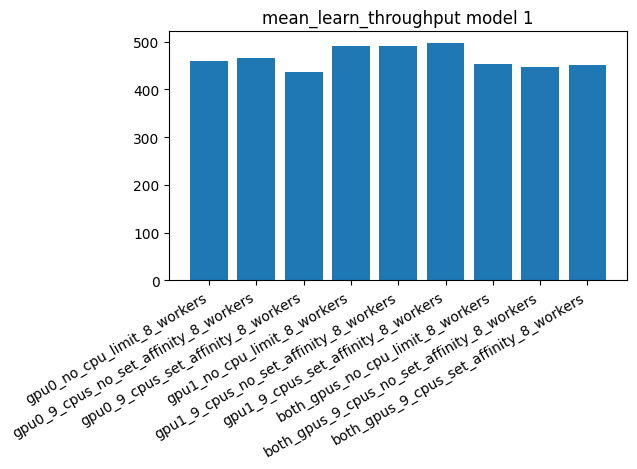 mean_learn_throughput model 1
500
400
300
200
100
0
gpu0_no_cpu_limit_8_workers
gpu0_9_cpus_no_set_affinity_8_workers
gpu0_9_cpus_set_affinity_8_workers
gpu1_no_cpu_limit_8_workers
gpu1_9_cpus_no_set_affinity_8_workers
gpu1_9_cpus_set_affinity_8_workers
both_gpus_no_cpu_limit_8_workers
both_gpus_9_cpus_no_set_affinity_8_workers
both_gpus_9_cpus_set_affinity_8_workers